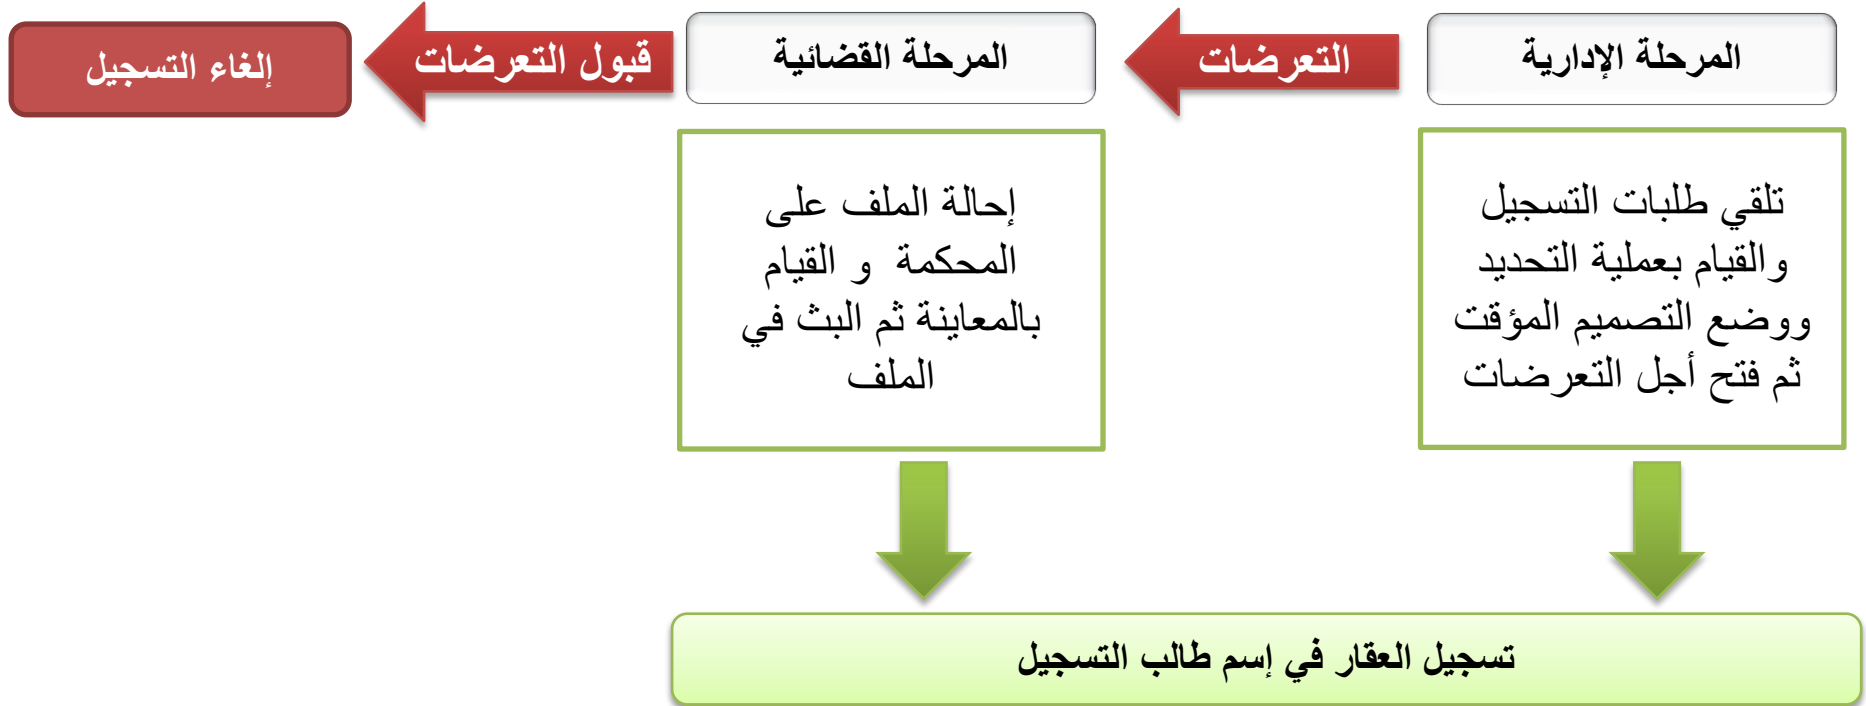 المرحلة الإدارية
التعرضات
المرحلة القضائية
قبول التعرضات
إلغاء التسجيل
تلقي طلبات التسجيل
والقيام بعملية التحديد
ووضع التصميم المؤقت
ثم فتح أجل التعرضات
إحالة الملف على
المحكمة و القيام
بالمعاينة ثم البث في
الملف
تسجيل العقار في إسم طالب التسجيل